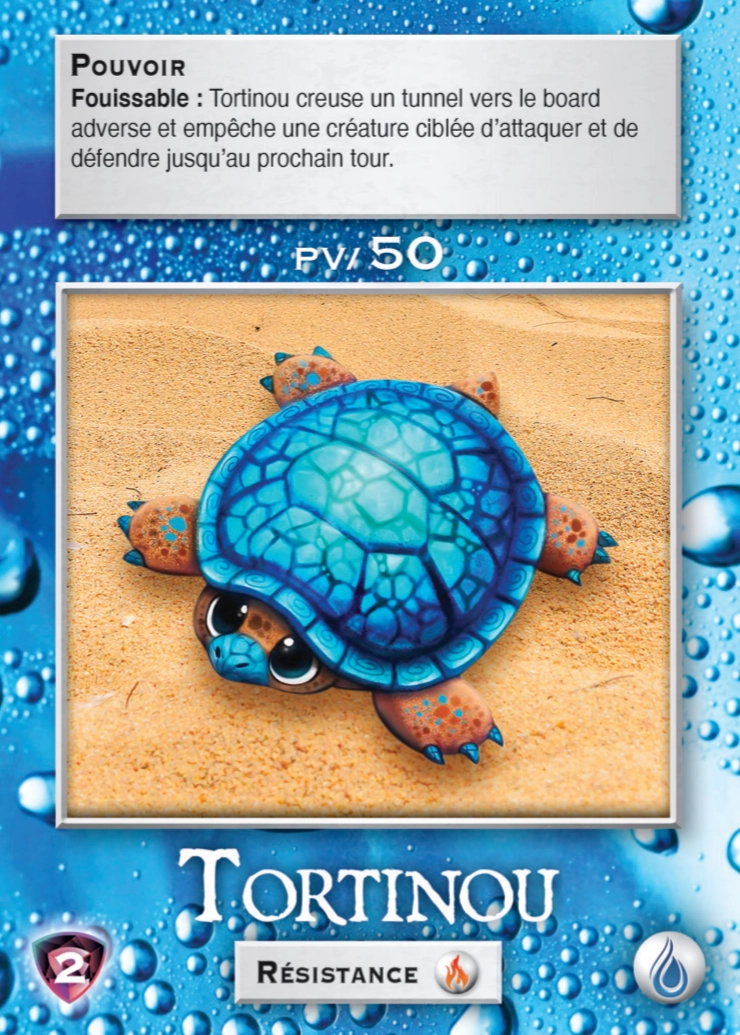 Pouvoir
Fouissable : Tortinou creuse un tunnel vers le board
adverse et empêche une créature ciblée d'attaquer et de
défendre jusqu'au prochain tour.
PV/ 50
Tortinou
2
Résistance